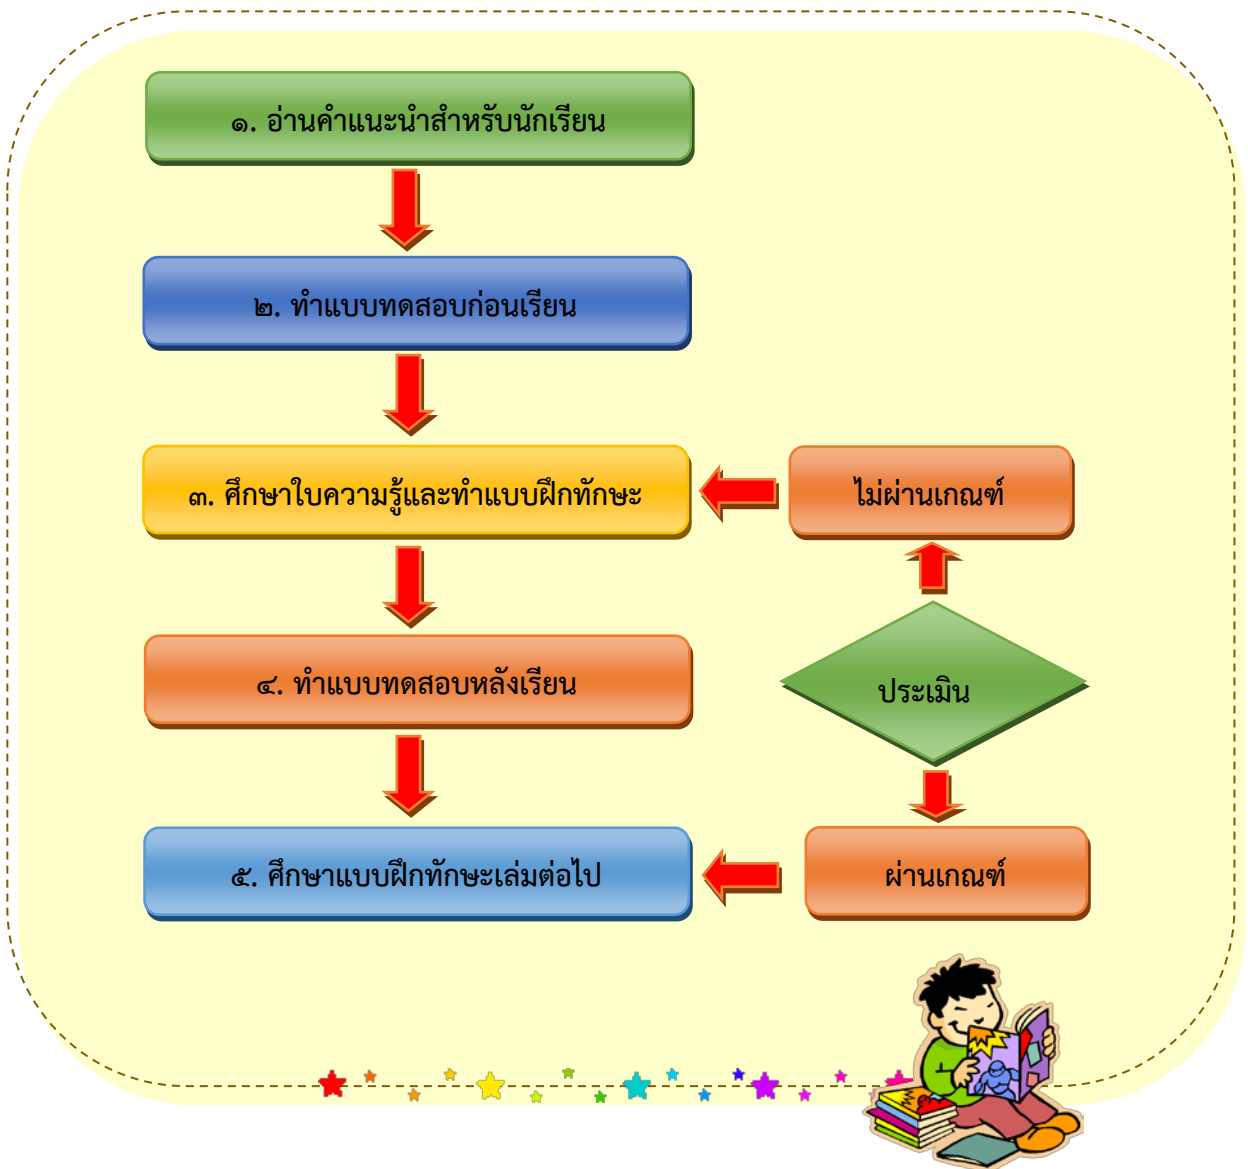 ๑. อ่านคำแนะนำสำหรับนักเรียน
๒. ทำแบบทดสอบก่อนเรียน
๓. ศึกษาใบความรู้และทำแบบฝึกทักษะ
ไม่ผ่านเกณฑ์
๔. ทำแบบทดสอบหลังเรียน
ประเมิน
๕. ศึกษาแบบฝึกทักษะเล่มต่อไป
ผ่านเกณฑ์